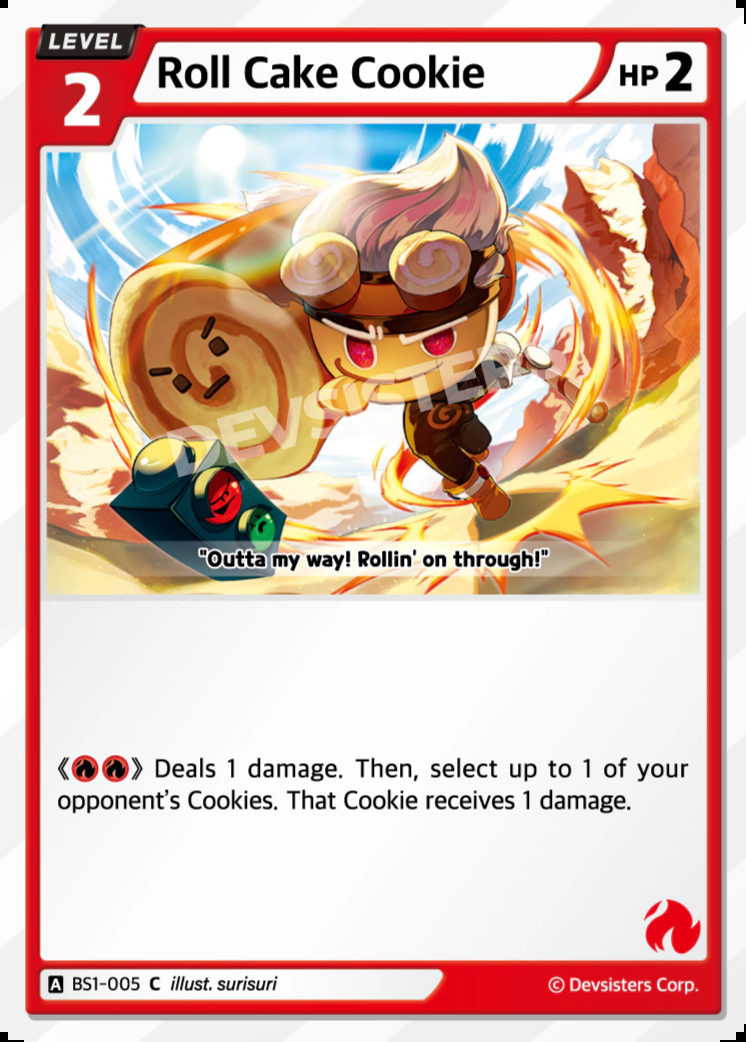 LEVEL
2
Roll Cake Cookie
HP 2
DEVSISTERS
"Outta my way! Rollin' on through!"
《》 Deals 1 damage. Then, select up to 1 of your
opponent's Cookies. That Cookie receives 1 damage.
A BS1-005 C illust. surisuri
© Devsisters Corp.